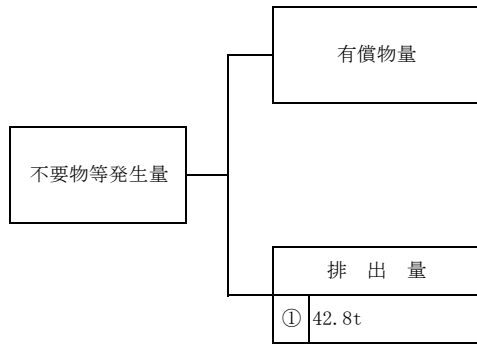 有償物量
不要物等発生量
排 出 量
① 42.8t